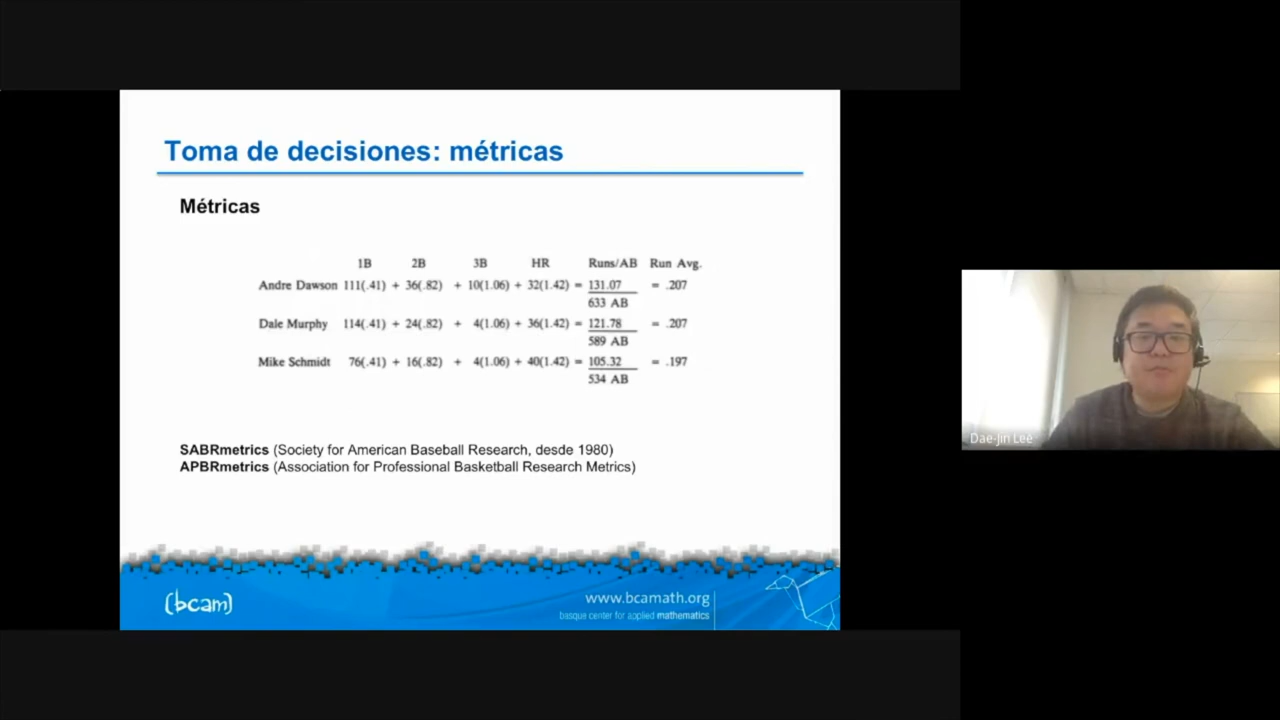 Toma de decisiones: métricas
Métricas
1B 2B 3B HR Runs/AB Run Avg.
Andre Dawson 111(.41) + 36(.82) + 10(1.06) + 32(1.42) = 131.07 = .207
633 AB
Dale Murphy 114(.41) + 24(.82) + 4(1.06) + 36(1.42) = 121.78 = .207
589 AB
Mike Schmidt 76(.41) + 16(.82) + 4(1.06) + 40(1.42) = 105.32 = .197
534 AB
SABRmetrics (Society for American Baseball Research, desde 1980)
APBRmetrics (Association for Professional Basketball Research Metrics)
(bcam)
www.bcamath.org
basque center for applied mathematics
Dae-Jin Lee